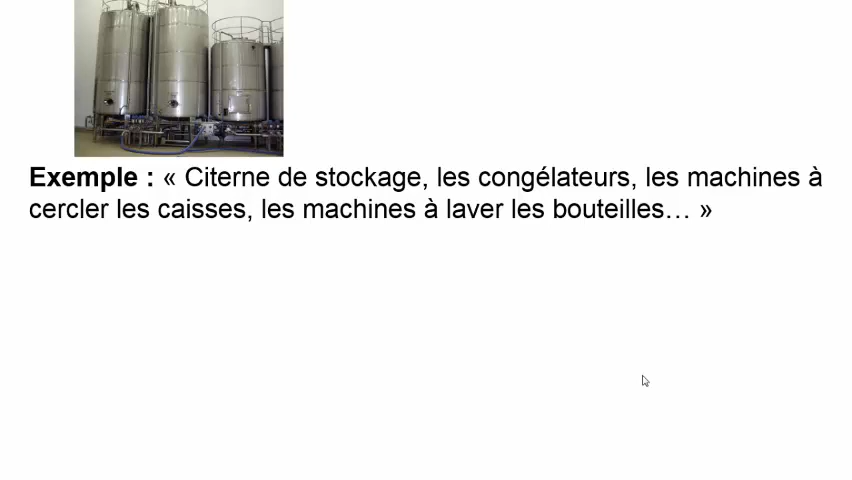 Exemple : « Citerne de stockage, les congélateurs, les machines à
cercler les caisses, les machines à laver les bouteilles… »